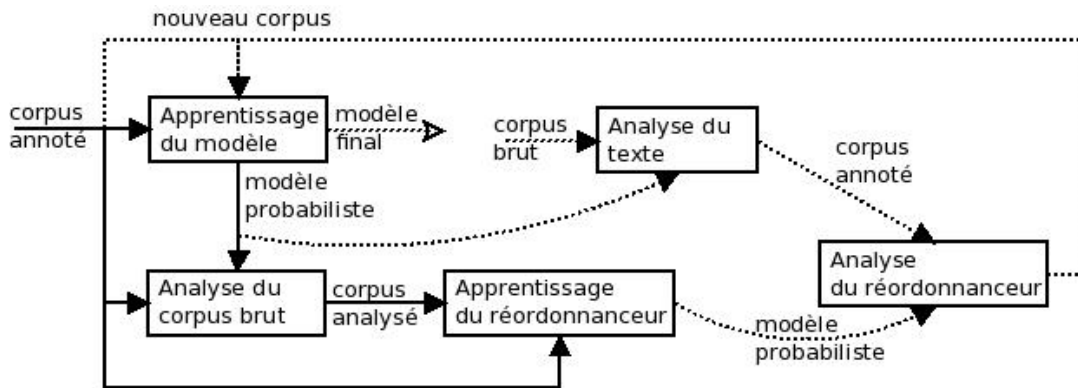 nouveau corpus
corpus
annoté
Apprentissage
du modèle
modèle
final
corpus
brut
Analyse du
texte
corpus
annoté
modèle
probabiliste
Analyse du
corpus brut
corpus
analysé
Apprentissage
du réordonnanceur
modèle
probabiliste
Analyse
du réordonnanceur